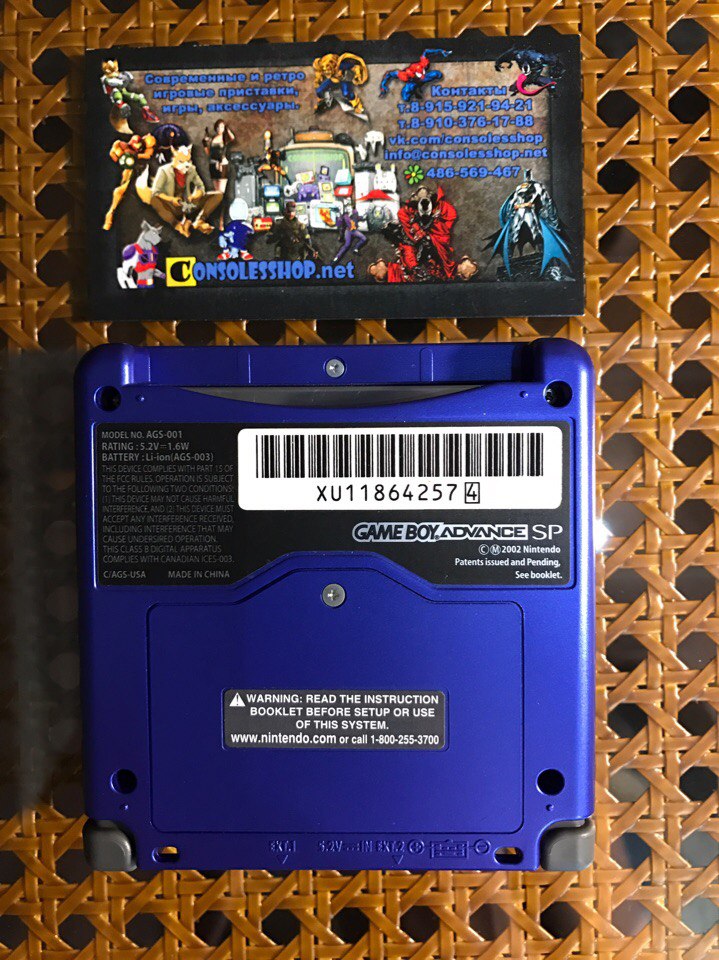 Современные и ретро
игровые приставки,
игры, аксессуары.
Контакты
т.8-915-921-94-21
т.8-910-376-17-88
vk.com/consolesshop
info@consolesshop.net
486-569-467
CONSOLESSHOP.net
MODEL NO. AGS-001
RATING : 5.2V⎓1.6W
BATTERY : Li-ion(AGS-003)
THIS DEVICE COMPLIES WITH PART 15 OF
THE FCC RULES. OPERATION IS SUBJECT
TO THE FOLLOWING TWO CONDITIONS:
(1) THIS DEVICE MAY NOT CAUSE HARMFUL
INTERFERENCE, AND (2) THIS DEVICE MUST
ACCEPT ANY INTERFERENCE RECEIVED,
INCLUDING INTERFERENCE THAT MAY
CAUSE UNDERSIRED OPERATION.
THIS CLASS B DIGITAL APPARATUS
COMPLIES WITH CANADIAN ICES-003.
C/AGS-USA MADE IN CHINA
XU11864257 4
GAME BOY ADVANCE SP
©Ⓜ2002 Nintendo
Patents issued and Pending,
See booklet.
WARNING: READ THE INSTRUCTION
BOOKLET BEFORE SETUP OR USE
OF THIS SYSTEM.
www.nintendo.com or call 1-800-255-3700
EXT.1 5.2V⎓IN EXT.2